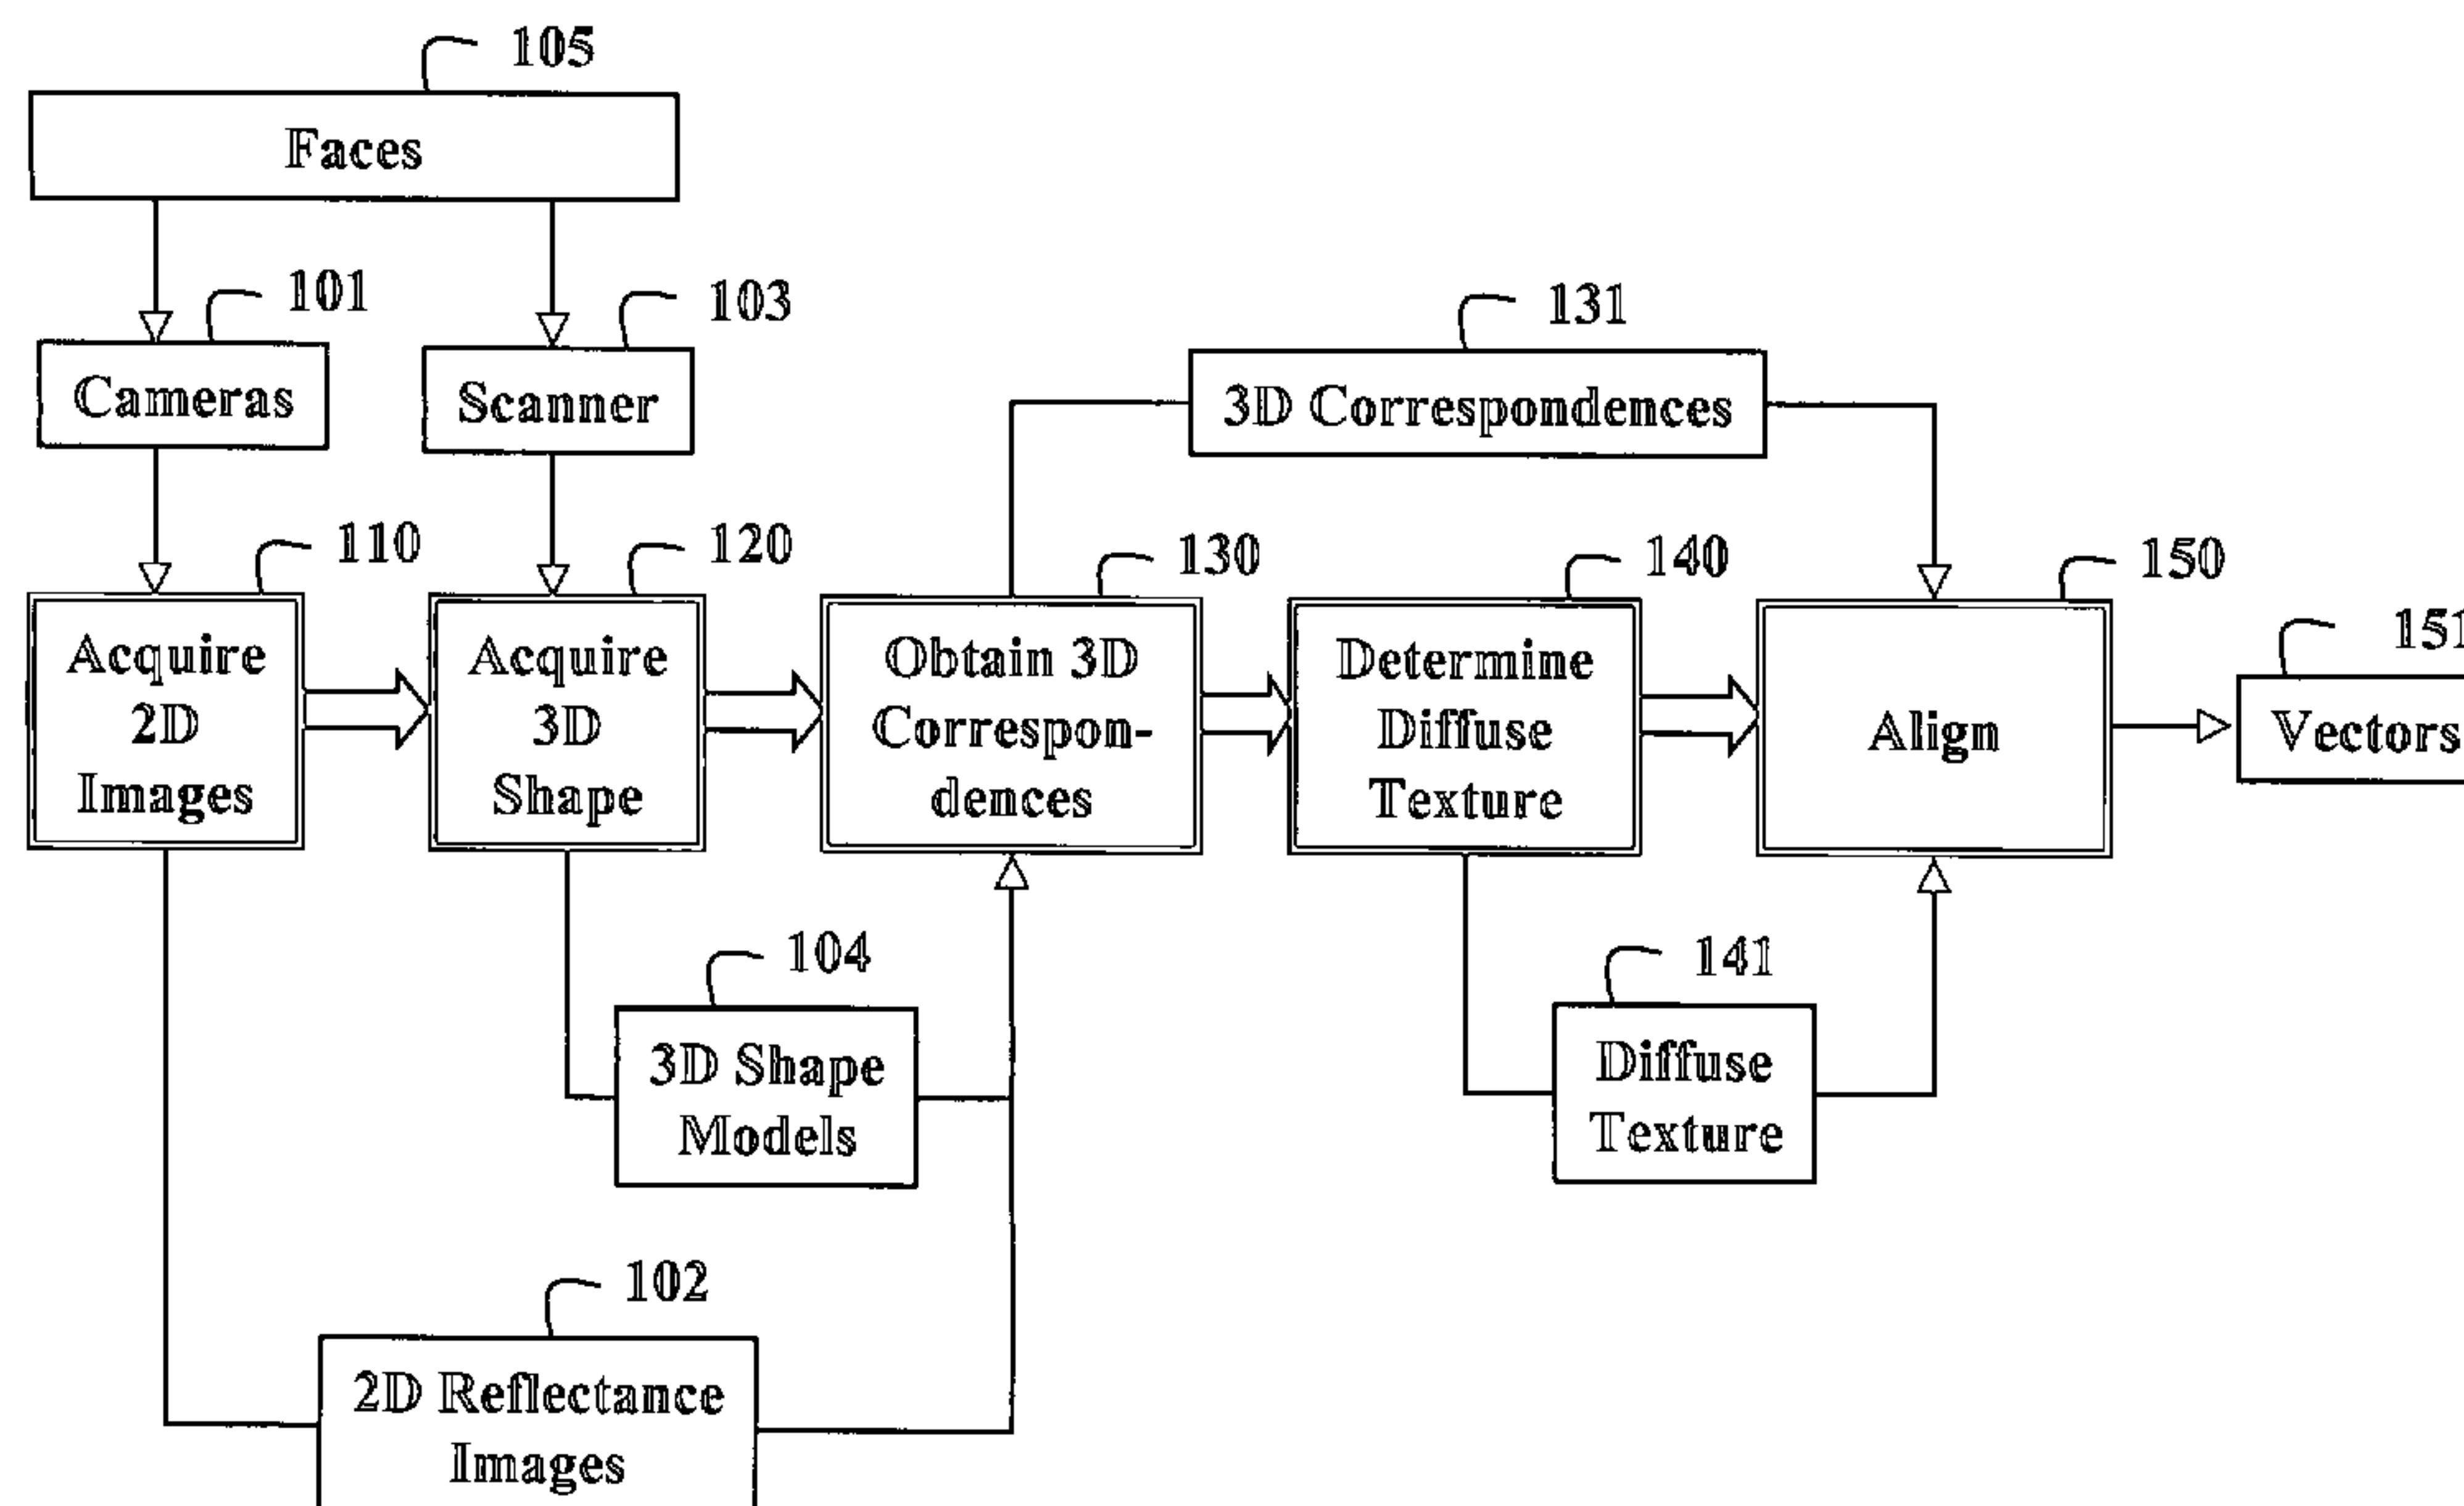 105
Faces
101
103
131
Cameras
Scanner
3D Correspondences
110
120
130
140
150
151
Acquire
2D
Images
Acquire
3D
Shape
Obtain 3D
Correspon-
dences
Determine
Diffuse
Texture
Align
Vectors
104
141
3D Shape
Models
Diffuse
Texture
102
2D Reflectance
Images